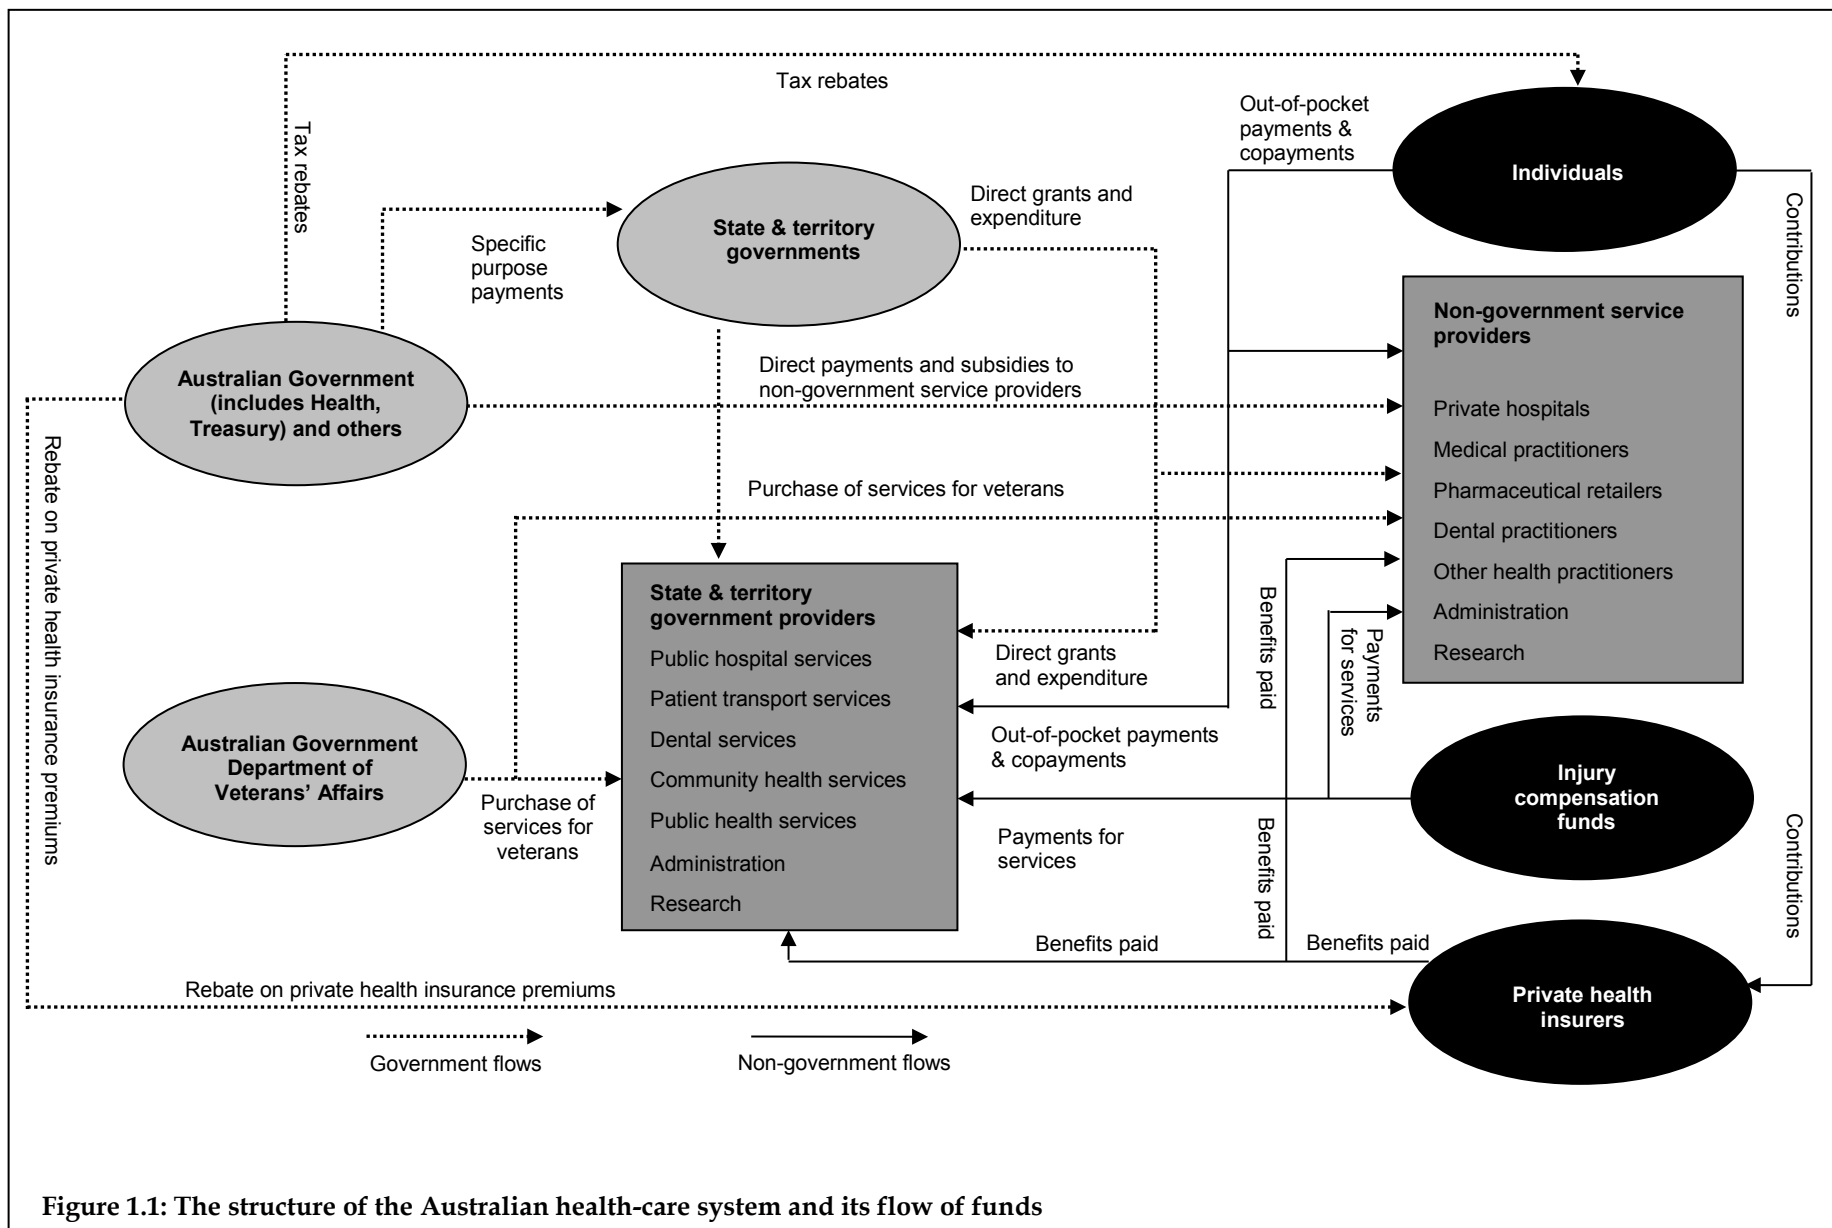 Tax rebates
Tax rebates
Out-of-pocket
payments &
copayments
Individuals
Contributions
Direct grants and
expenditure
State & territory
governments
Specific
purpose
payments
Non-government service
providers
Private hospitals
Medical practitioners
Pharmaceutical retailers
Dental practitioners
Other health practitioners
Administration
Research
Direct payments and subsidies to
non-government service providers
Australian Government
(includes Health,
Treasury) and others
Rebate on private health insurance premiums
Purchase of services for veterans
State & territory
government providers
Public hospital services
Patient transport services
Dental services
Community health services
Public health services
Administration
Research
Direct grants
and expenditure
Benefits paid
Payments
for services
Out-of-pocket payments
& copayments
Australian Government
Department of
Veterans’ Affairs
Purchase of
services for
veterans
Injury
compensation
funds
Payments for
services
Benefits paid
Contributions
Benefits paid
Benefits paid
Rebate on private health insurance premiums
Private health
insurers
Government flows
Non-government flows
Figure 1.1: The structure of the Australian health-care system and its flow of funds